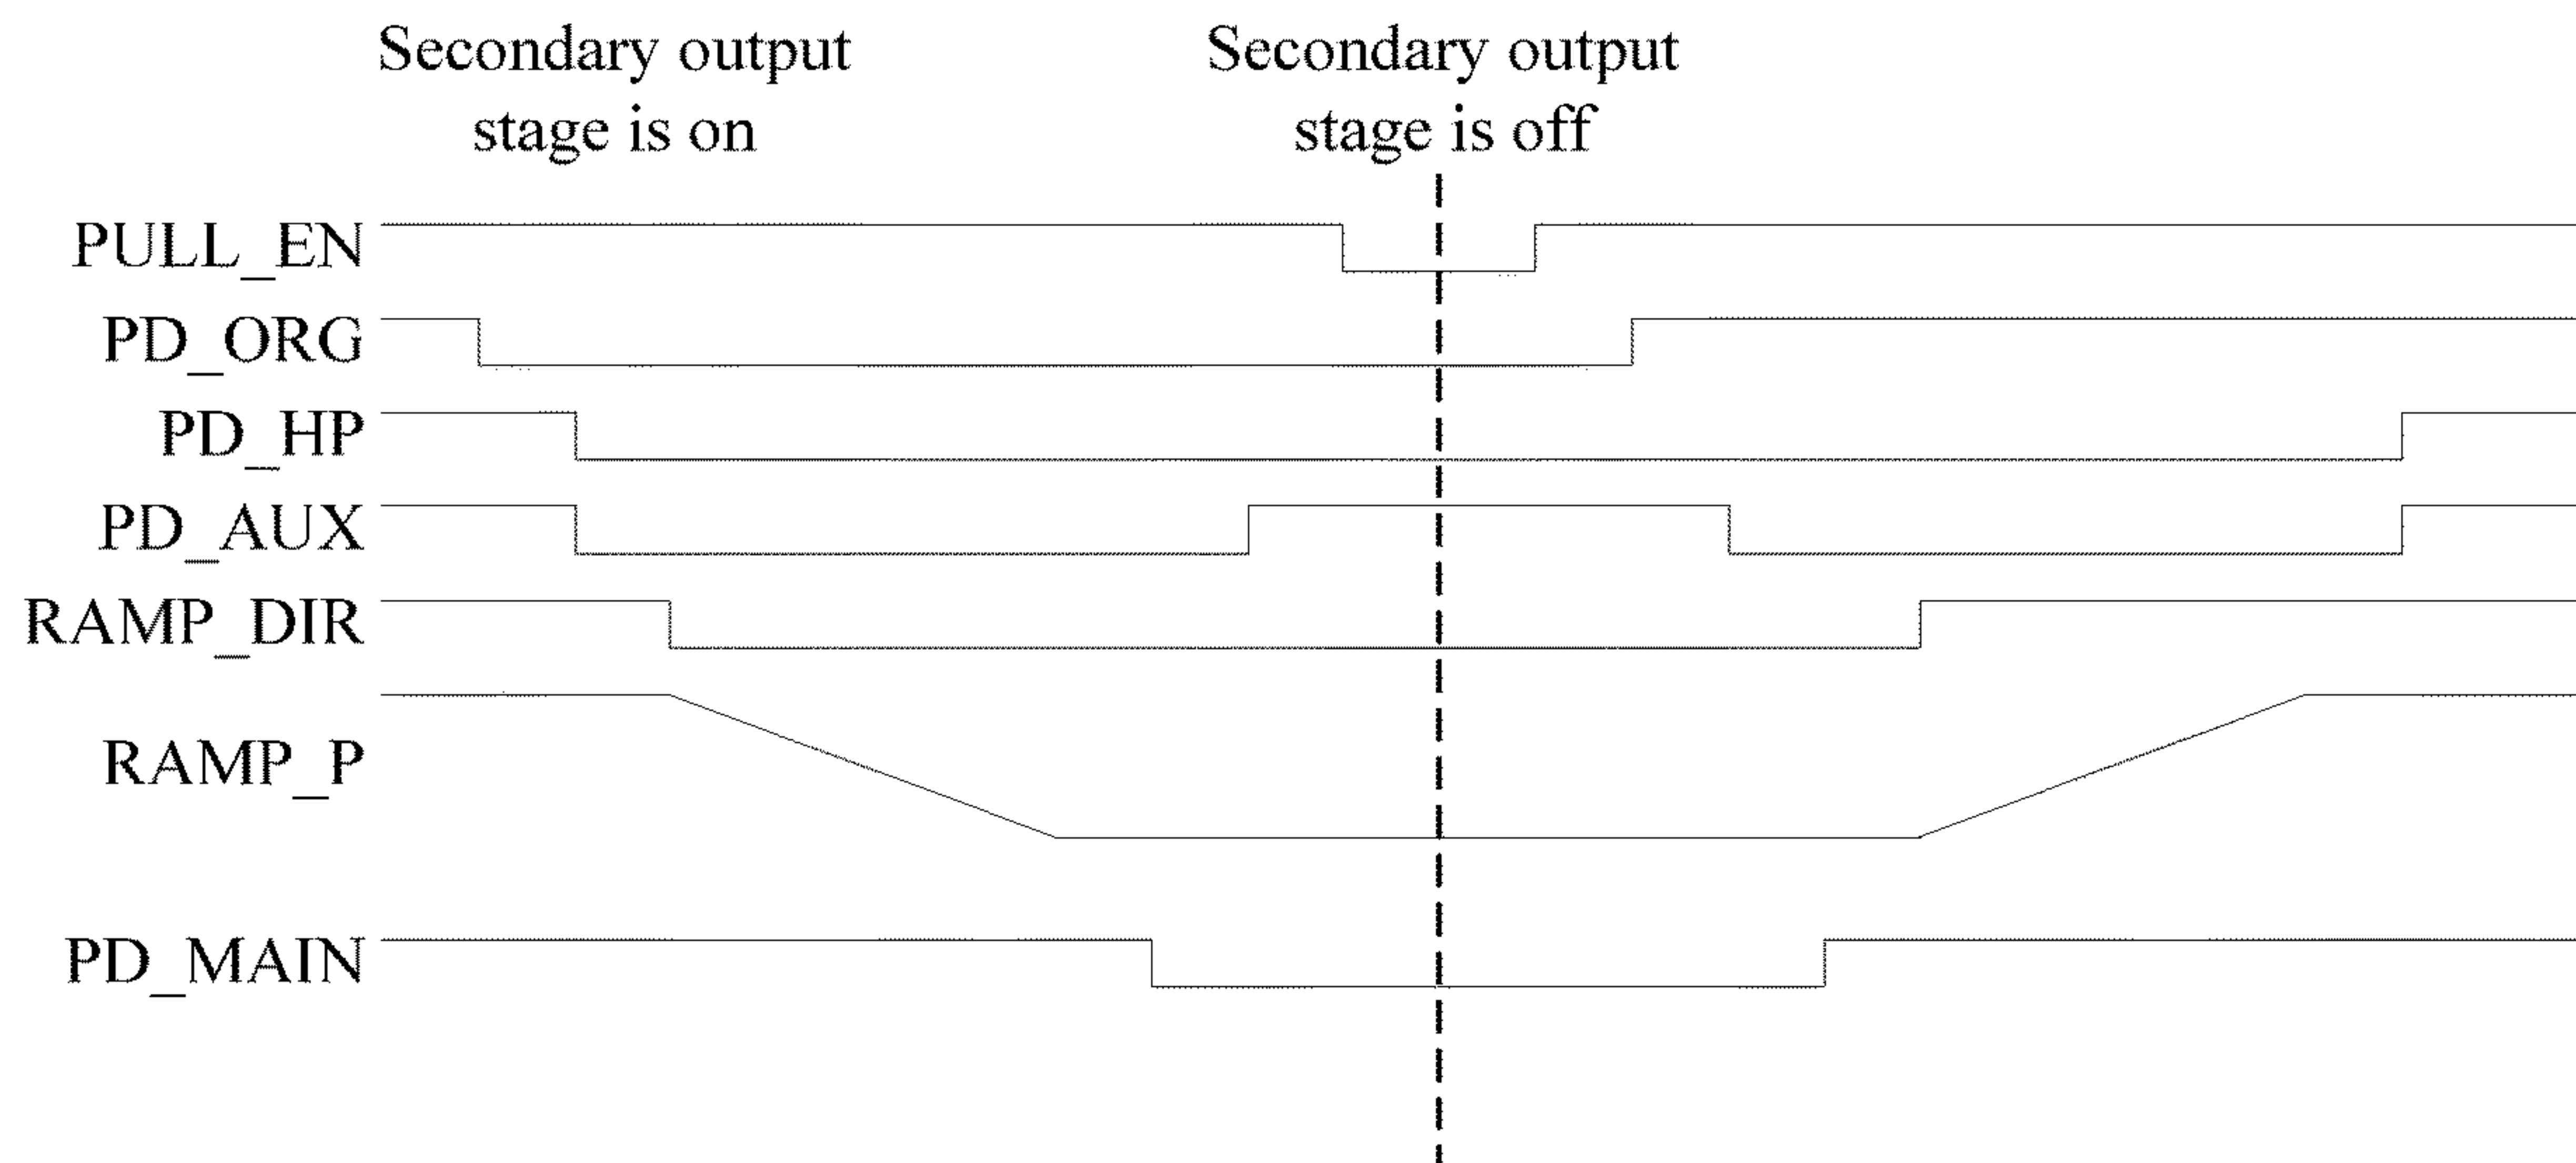 Secondary output
stage is on
Secondary output
stage is off
PULL_EN
PD_ORG
PD_HP
PD_AUX
RAMP_DIR
RAMP_P
PD_MAIN